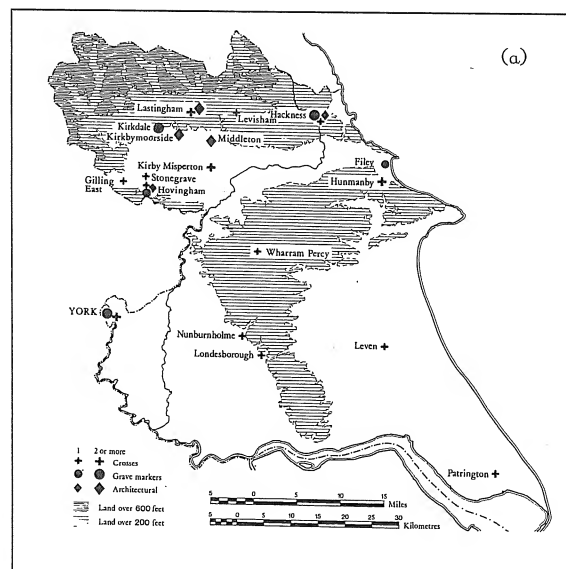 (a)
Lastingham
Levisham
Hackness
Kirkdale
Kirkbymoorside
Middleton
Filey
Kirby Misperton
Stonegrave
Gilling
East
Hovingham
Hunmanby
Wharram Percy
YORK
Nunburnholme
Londesborough
Leven
Patrington
1 2 or more
Crosses
Grave markers
Architectural
Land over 600 feet
Land over 200 feet
5 0 5 10 15
Miles
5 0 5 10 15 20 25 30
Kilometres